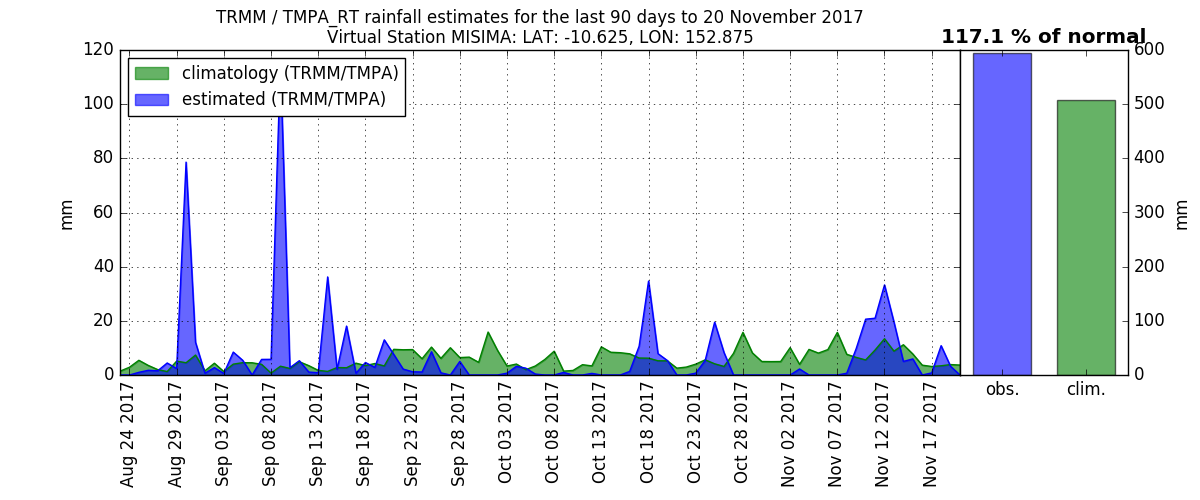 TRMM / TMPA_RT rainfall estimates for the last 90 days to 20 November 2017
Virtual Station MISIMA: LAT: -10.625, LON: 152.875
117.1 % of normal
climatology (TRMM/TMPA)
estimated (TRMM/TMPA)
mm
120
100
80
60
40
20
0
Aug 24 2017
Aug 29 2017
Sep 03 2017
Sep 08 2017
Sep 13 2017
Sep 18 2017
Sep 23 2017
Sep 28 2017
Oct 03 2017
Oct 08 2017
Oct 13 2017
Oct 18 2017
Oct 23 2017
Oct 28 2017
Nov 02 2017
Nov 07 2017
Nov 12 2017
Nov 17 2017
600
500
400
300
200
100
0
mm
obs.
clim.